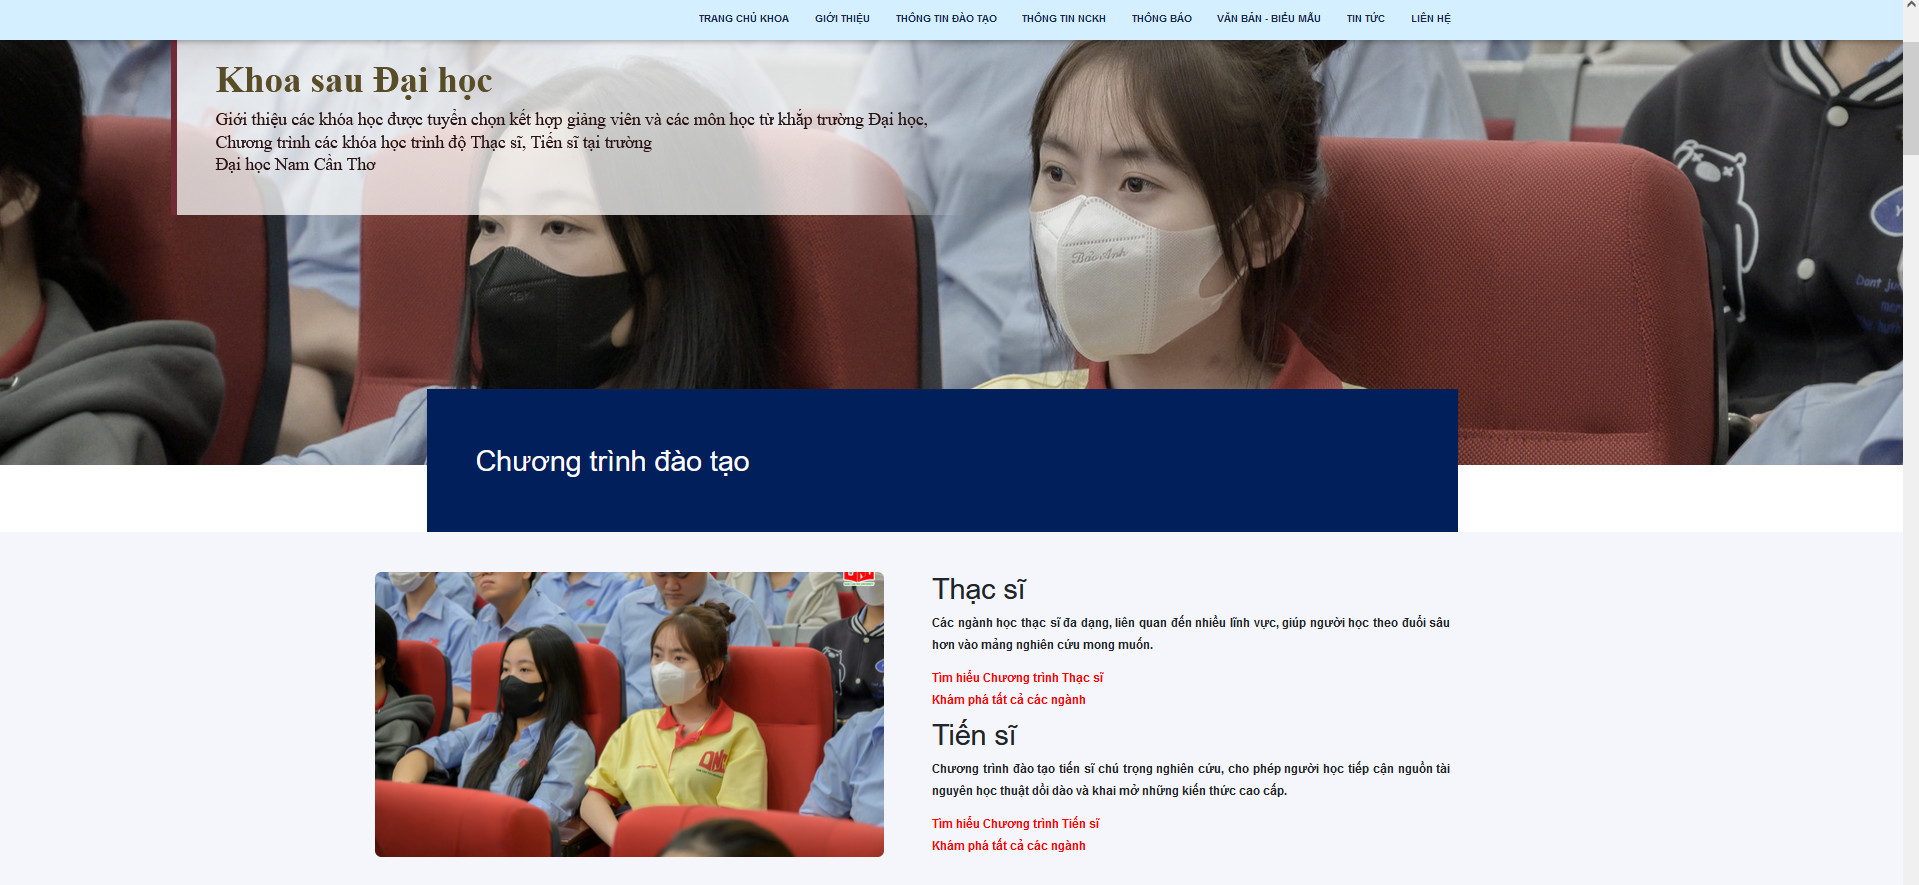 TRANG CHỦ KHOA GIỚI THIỆU THÔNG TIN ĐÀO TẠO THÔNG TIN NCKH THÔNG BÁO VĂN BẢN - BIỂU MẪU TIN TỨC LIÊN HỆ
Khoa sau Đại học
Giới thiệu các khóa học được tuyển chọn kết hợp giảng viên và các môn học từ khắp trường Đại học,
Chương trình các khóa học trình độ Thạc sĩ, Tiến sĩ tại trường
Đại học Nam Cần Thơ
Bảo Anh
Dont
Chương trình đào tạo
Thạc sĩ
Các ngành học thạc sĩ đa dạng, liên quan đến nhiều lĩnh vực, giúp người học theo đuổi sâu
hơn vào mảng nghiên cứu mong muốn.
Tìm hiểu Chương trình Thạc sĩ
Khám phá tất cả các ngành
Tiến sĩ
Chương trình đào tạo tiến sĩ chú trọng nghiên cứu, cho phép người học tiếp cận nguồn tài
nguyên học thuật dồi dào và khai mở những kiến thức cao cấp.
Tìm hiểu Chương trình Tiến sĩ
Khám phá tất cả các ngành